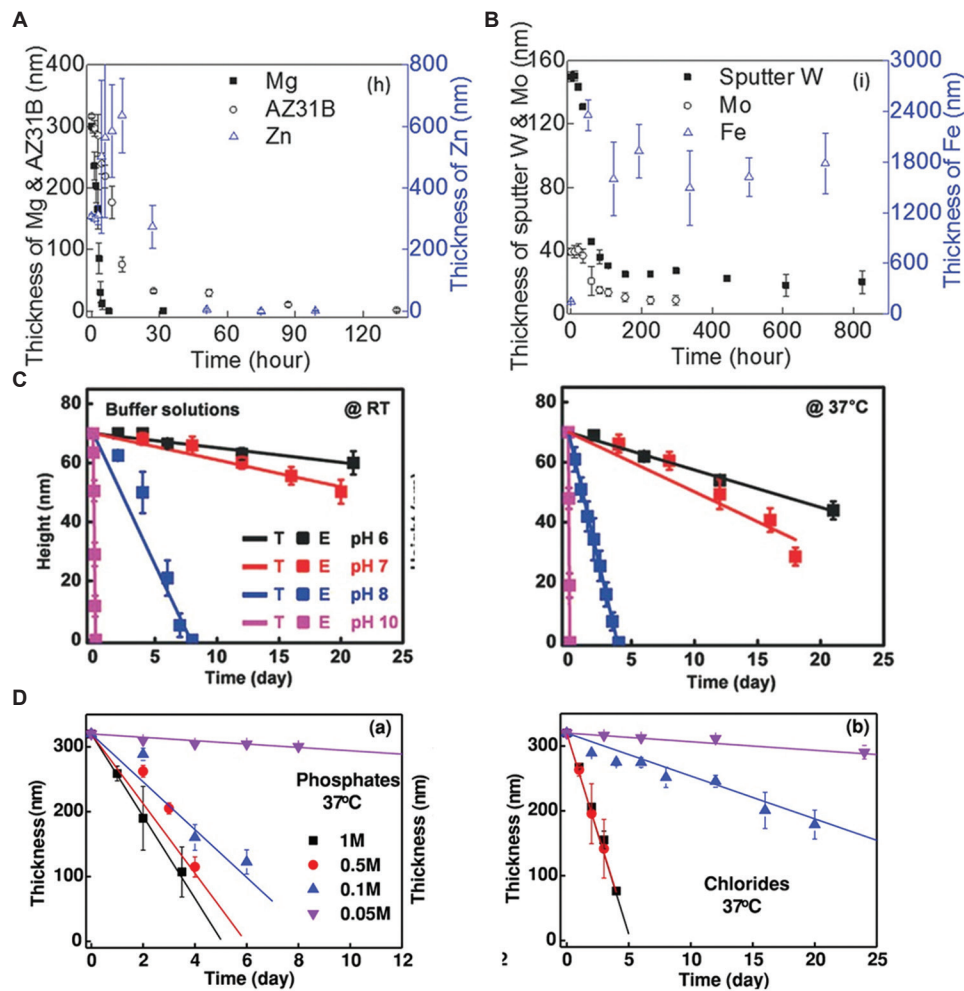 A
Thickness of Mg & AZ31B (nm)
400
300
200
100
0
(h)
Mg
AZ31B
Zn
800
600
400
200
0
Thickness of Zn (nm)
0 30 60 90 120
Time (hour)
B
Thickness of sputter W & Mo (nm)
160
120
80
40
0
(i)
Sputter W
Mo
Fe
3000
2400
1800
1200
600
0
Thickness of Fe (nm)
0 200 400 600 800
Time (hour)
C
Height (nm)
80
60
40
20
0
Buffer solutions @ RT
T E pH 6
T E pH 7
T E pH 8
T E pH 10
0 5 10 15 20 25
Time (day)
Height (nm)
80
60
40
20
0
@ 37°C
0 5 10 15 20 25
Time (day)
D
Thickness (nm)
300
200
100
0
(a)
Phosphates
37ºC
1M
0.5M
0.1M
0.05M
0 2 4 6 8 10 12
Time (day)
Thickness (nm)
300
200
100
0
(b)
Chlorides
37ºC
2
0 5 10 15 20 25
Time (day)